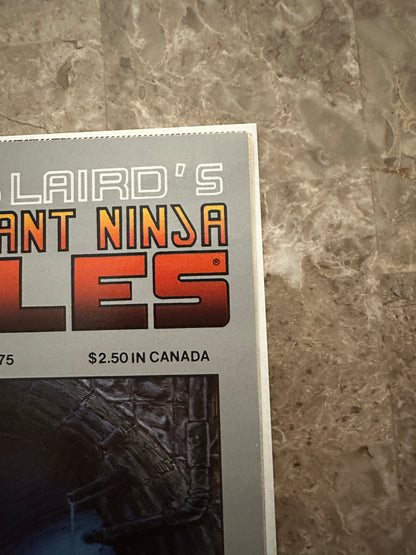 LAIRD'S
ANT NINJA
LES®
75 $2.50 IN CANADA